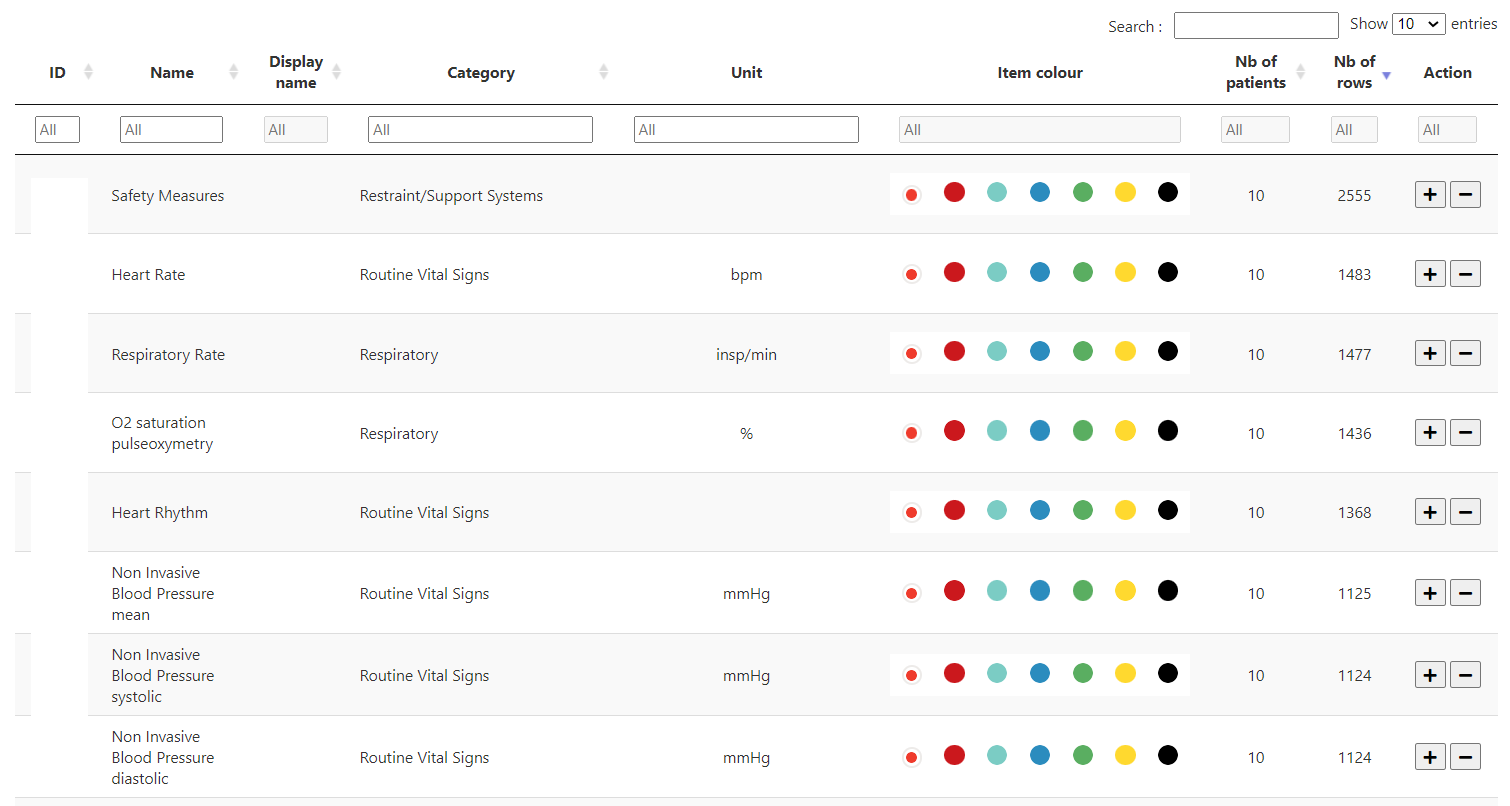 Search : Show 10 entries
ID Name Display name Category Unit Item colour Nb of patients Nb of rows Action
All All All All All All All All All
Safety Measures Restraint/Support Systems 10 2555 + −
Heart Rate Routine Vital Signs bpm 10 1483 + −
Respiratory Rate Respiratory insp/min 10 1477 + −
O2 saturation pulseoxymetry Respiratory % 10 1436 + −
Heart Rhythm Routine Vital Signs 10 1368 + −
Non Invasive Blood Pressure mean Routine Vital Signs mmHg 10 1125 + −
Non Invasive Blood Pressure systolic Routine Vital Signs mmHg 10 1124 + −
Non Invasive Blood Pressure diastolic Routine Vital Signs mmHg 10 1124 + −